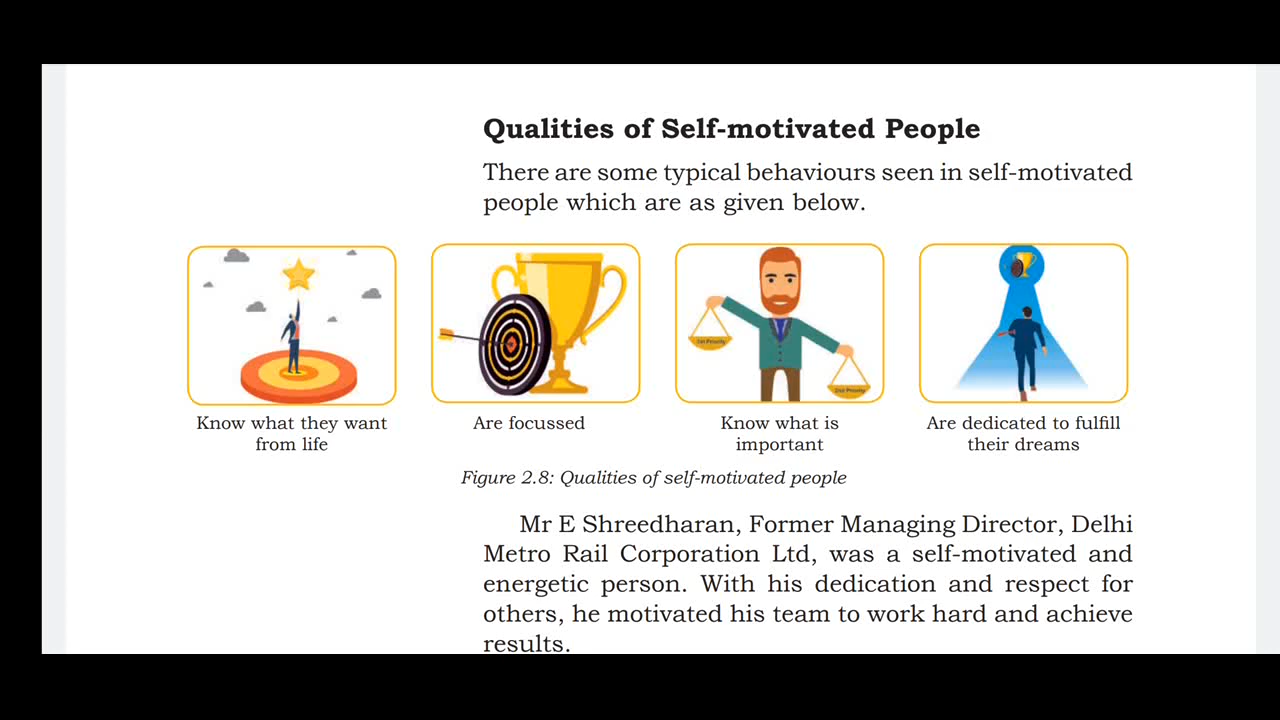 Qualities of Self-motivated People
There are some typical behaviours seen in self-motivated
people which are as given below.
1st Priority
2nd Priority
Know what they want
from life
Are focussed
Know what is
important
Are dedicated to fulfill
their dreams
Figure 2.8: Qualities of self-motivated people
Mr E Shreedharan, Former Managing Director, Delhi
Metro Rail Corporation Ltd, was a self-motivated and
energetic person. With his dedication and respect for
others, he motivated his team to work hard and achieve
results.